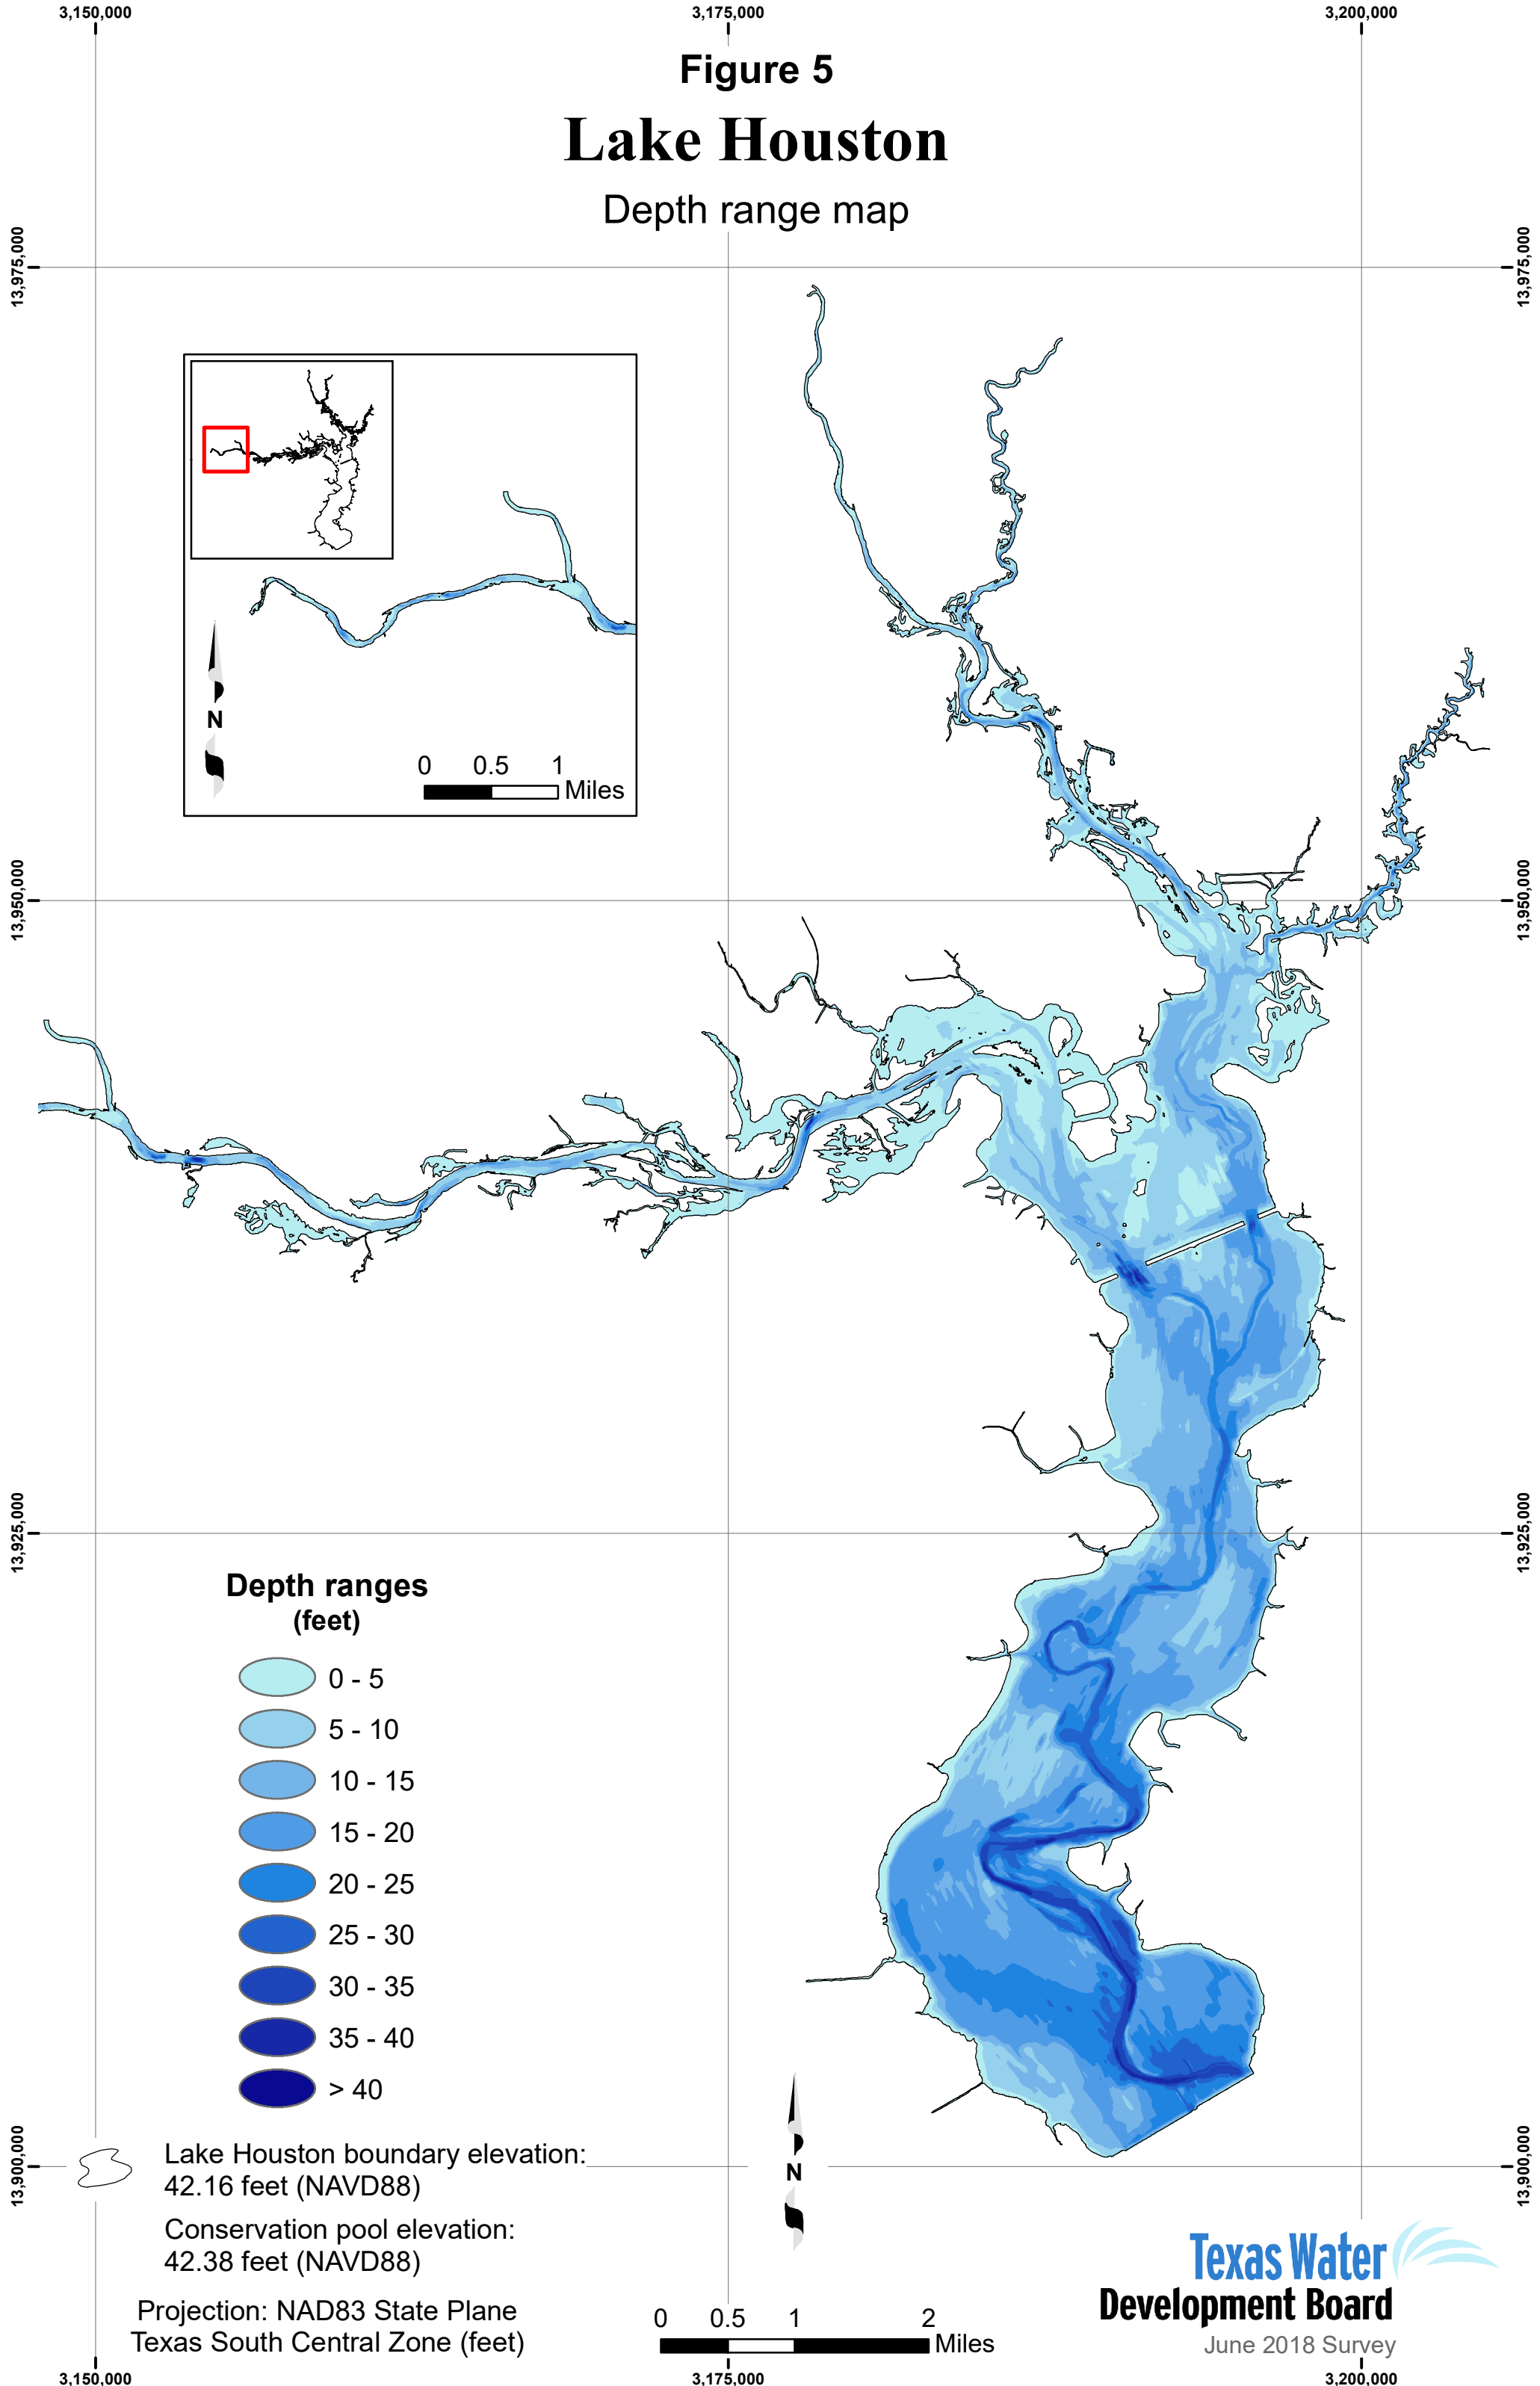 3,150,000
3,175,000
3,200,000
Figure 5
Lake Houston
Depth range map
13,975,000
13,975,000
N
0
0.5
1
Miles
13,950,000
13,950,000
13,925,000
13,925,000
Depth ranges
(feet)
0 - 5
5 - 10
10 - 15
15 - 20
20 - 25
25 - 30
30 - 35
35 - 40
> 40
Lake Houston boundary elevation:
42.16 feet (NAVD88)
Conservation pool elevation:
42.38 feet (NAVD88)
Projection: NAD83 State Plane
Texas South Central Zone (feet)
13,900,000
13,900,000
N
0
0.5
1
2
Miles
Texas Water
Development Board
June 2018 Survey
3,150,000
3,175,000
3,200,000